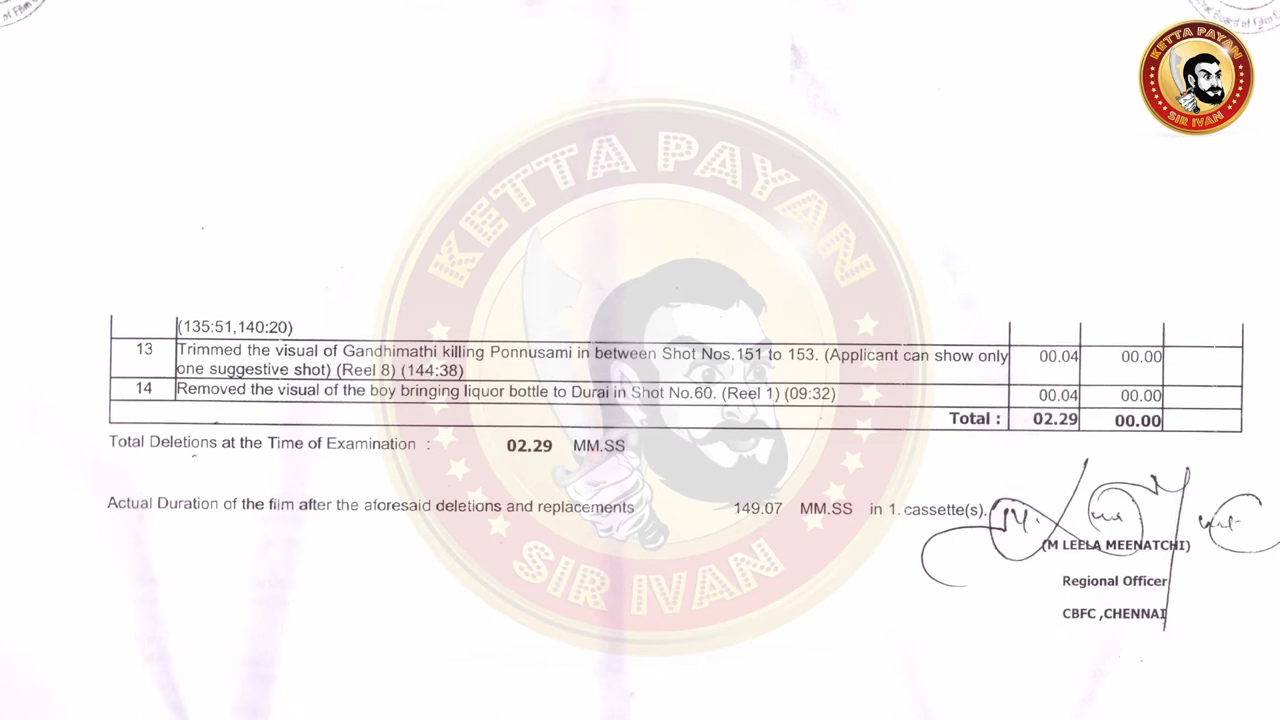 al Board of Film C
KETTA PAYAN
SIR IVAN
KETTA PAYAN
SIR IVAN
(135:51,140:20)
13 Trimmed the visual of Gandhimathi killing Ponnusami in between Shot Nos.151 to 153. (Applicant can show only 00.04 00.00
one suggestive shot) (Reel 8) (144:38)
14 Removed the visual of the boy bringing liquor bottle to Durai in Shot No.60. (Reel 1) (09:32) 00.04 00.00
Total : 02.29 00.00
Total Deletions at the Time of Examination : 02.29 MM.SS
Actual Duration of the film after the aforesaid deletions and replacements 149.07 MM.SS in 1. cassette(s).
(M LEELA MEENATCHI)
Regional Officer
CBFC ,CHENNAI